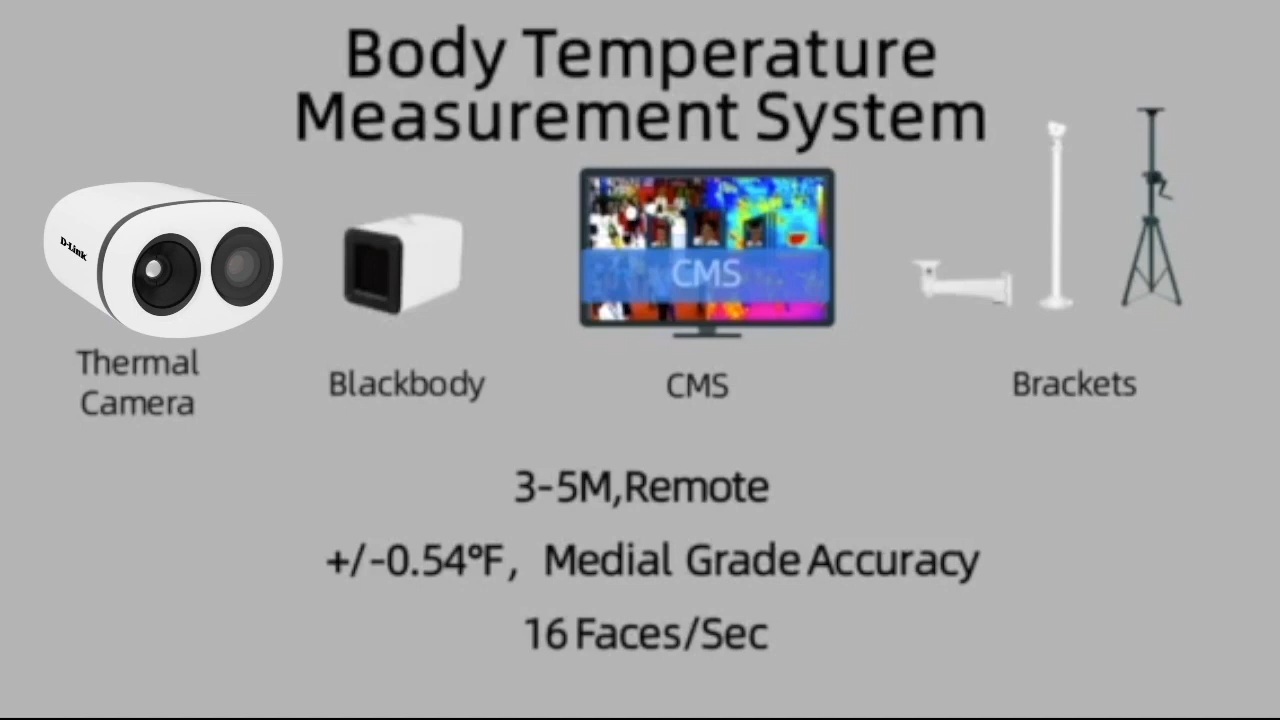 Body Temperature
Measurement System
D-Link
CMS
Thermal
Camera
Blackbody
CMS
Brackets
3-5M,Remote
+/-0.54°F, Medial Grade Accuracy
16 Faces/Sec